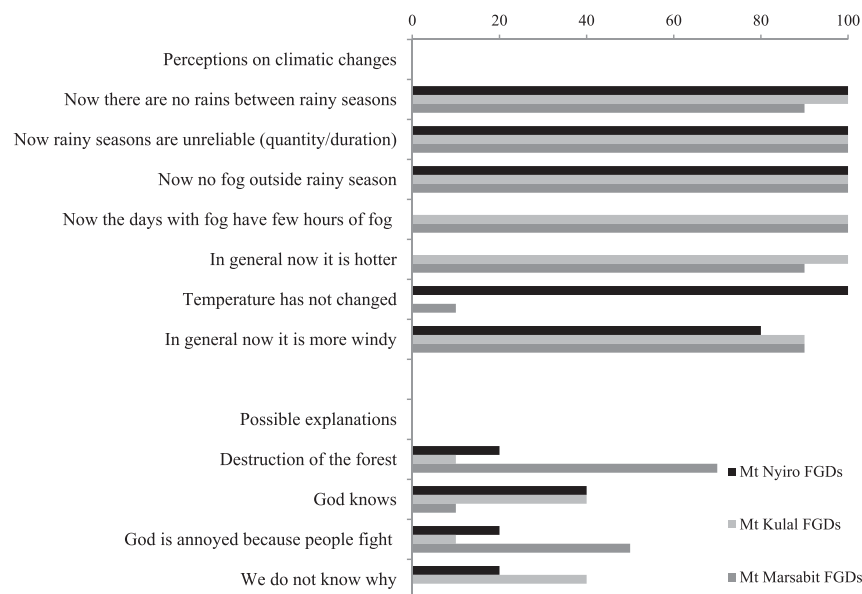 0 20 40 60 80 100
Perceptions on climatic changes
Now there are no rains between rainy seasons
Now rainy seasons are unreliable (quantity/duration)
Now no fog outside rainy season
Now the days with fog have few hours of fog
In general now it is hotter
Temperature has not changed
In general now it is more windy
Possible explanations
Destruction of the forest
God knows
God is annoyed because people fight
We do not know why
Mt Nyiro FGDs
Mt Kulal FGDs
Mt Marsabit FGDs